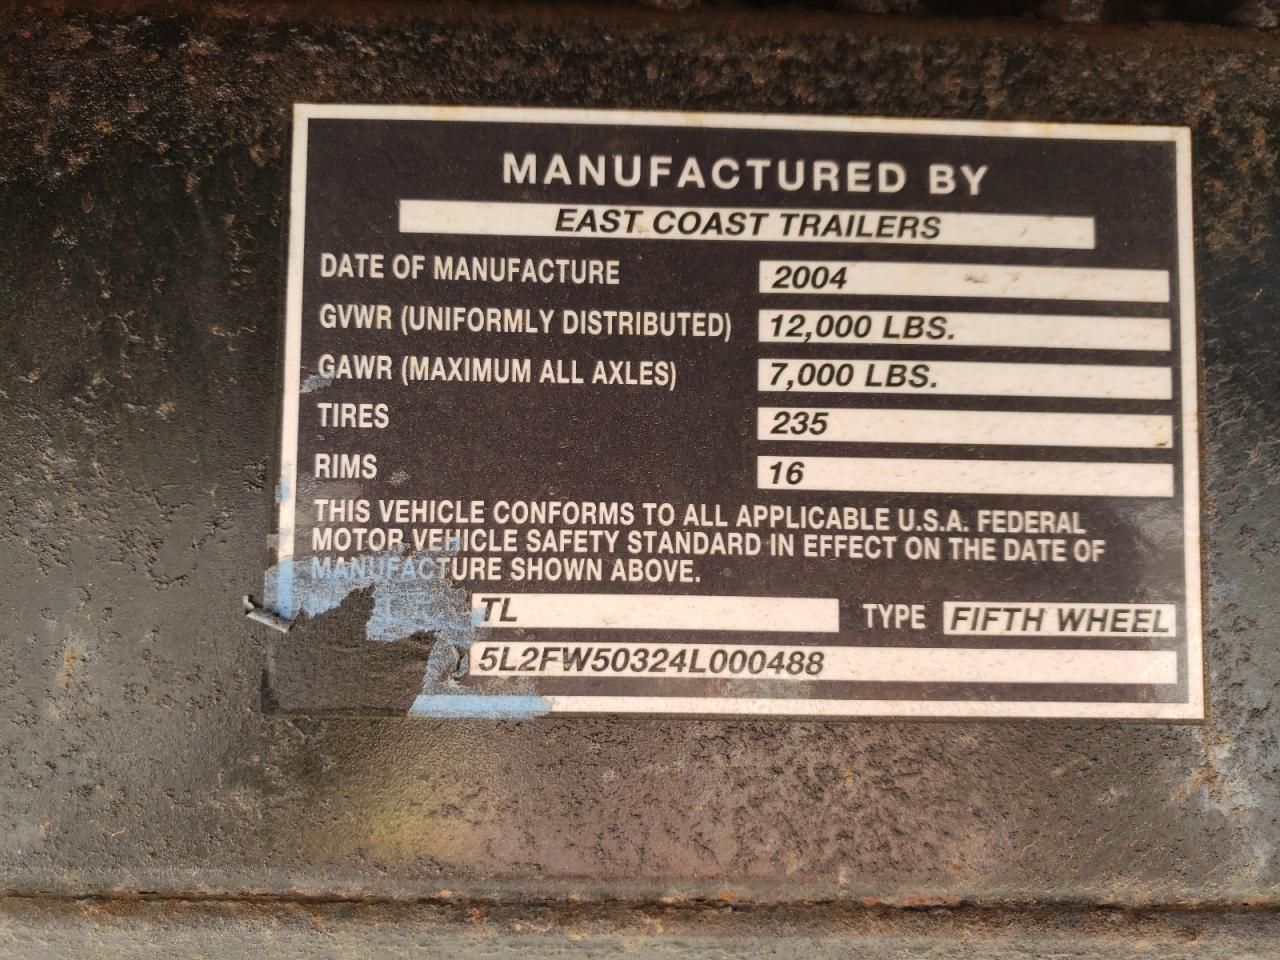 MANUFACTURED BY
EAST COAST TRAILERS
DATE OF MANUFACTURE 2004
GVWR (UNIFORMLY DISTRIBUTED) 12,000 LBS.
GAWR (MAXIMUM ALL AXLES) 7,000 LBS.
TIRES 235
RIMS 16
THIS VEHICLE CONFORMS TO ALL APPLICABLE U.S.A. FEDERAL
MOTOR VEHICLE SAFETY STANDARD IN EFFECT ON THE DATE OF
MANUFACTURE SHOWN ABOVE.
TL TYPE FIFTH WHEEL
5L2FW50324L000488